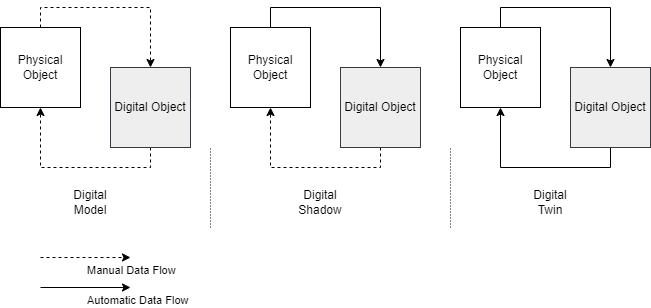 Physical
Object
Digital Object
Physical
Object
Digital Object
Physical
Object
Digital Object
Digital
Model
Digital
Shadow
Digital
Twin
Manual Data Flow
Automatic Data Flow